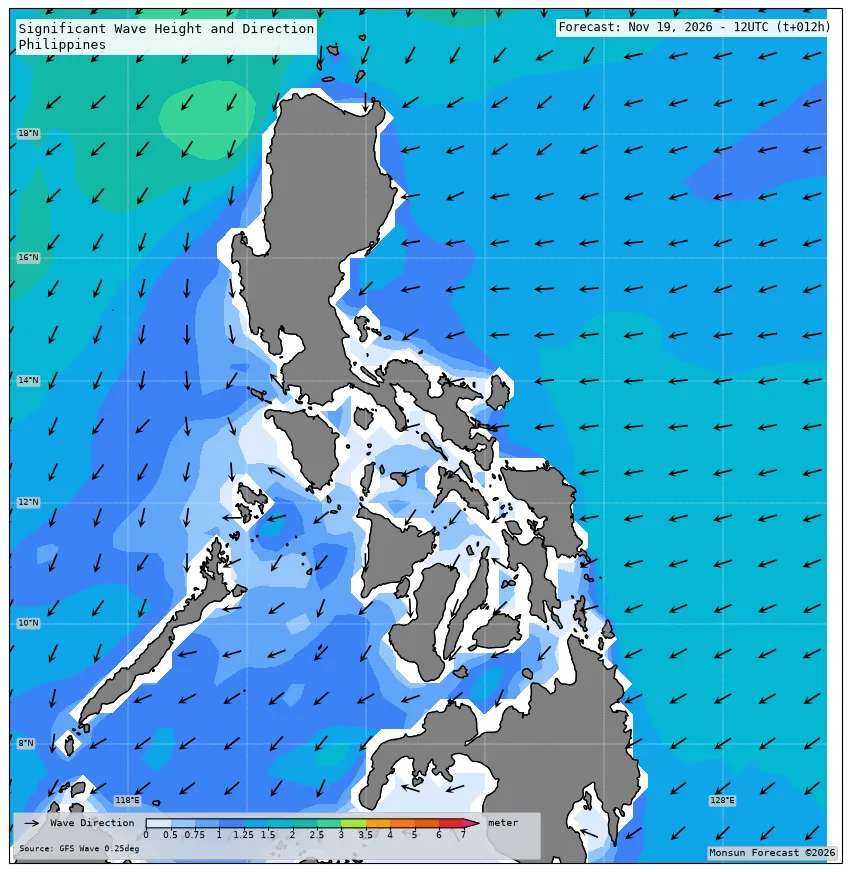 Significant Wave Height and Direction
Philippines
Forecast: Nov 19, 2026 - 12UTC (t+012h)
18°N
16°N
14°N
12°N
10°N
8°N
118°E
128°E
Wave Direction
meter
0 0.5 0.75 1 1.25 1.5 2 2.5 3 3.5 4 5 6 7
Source: GFS Wave 0.25deg
Monsun Forecast ©2026